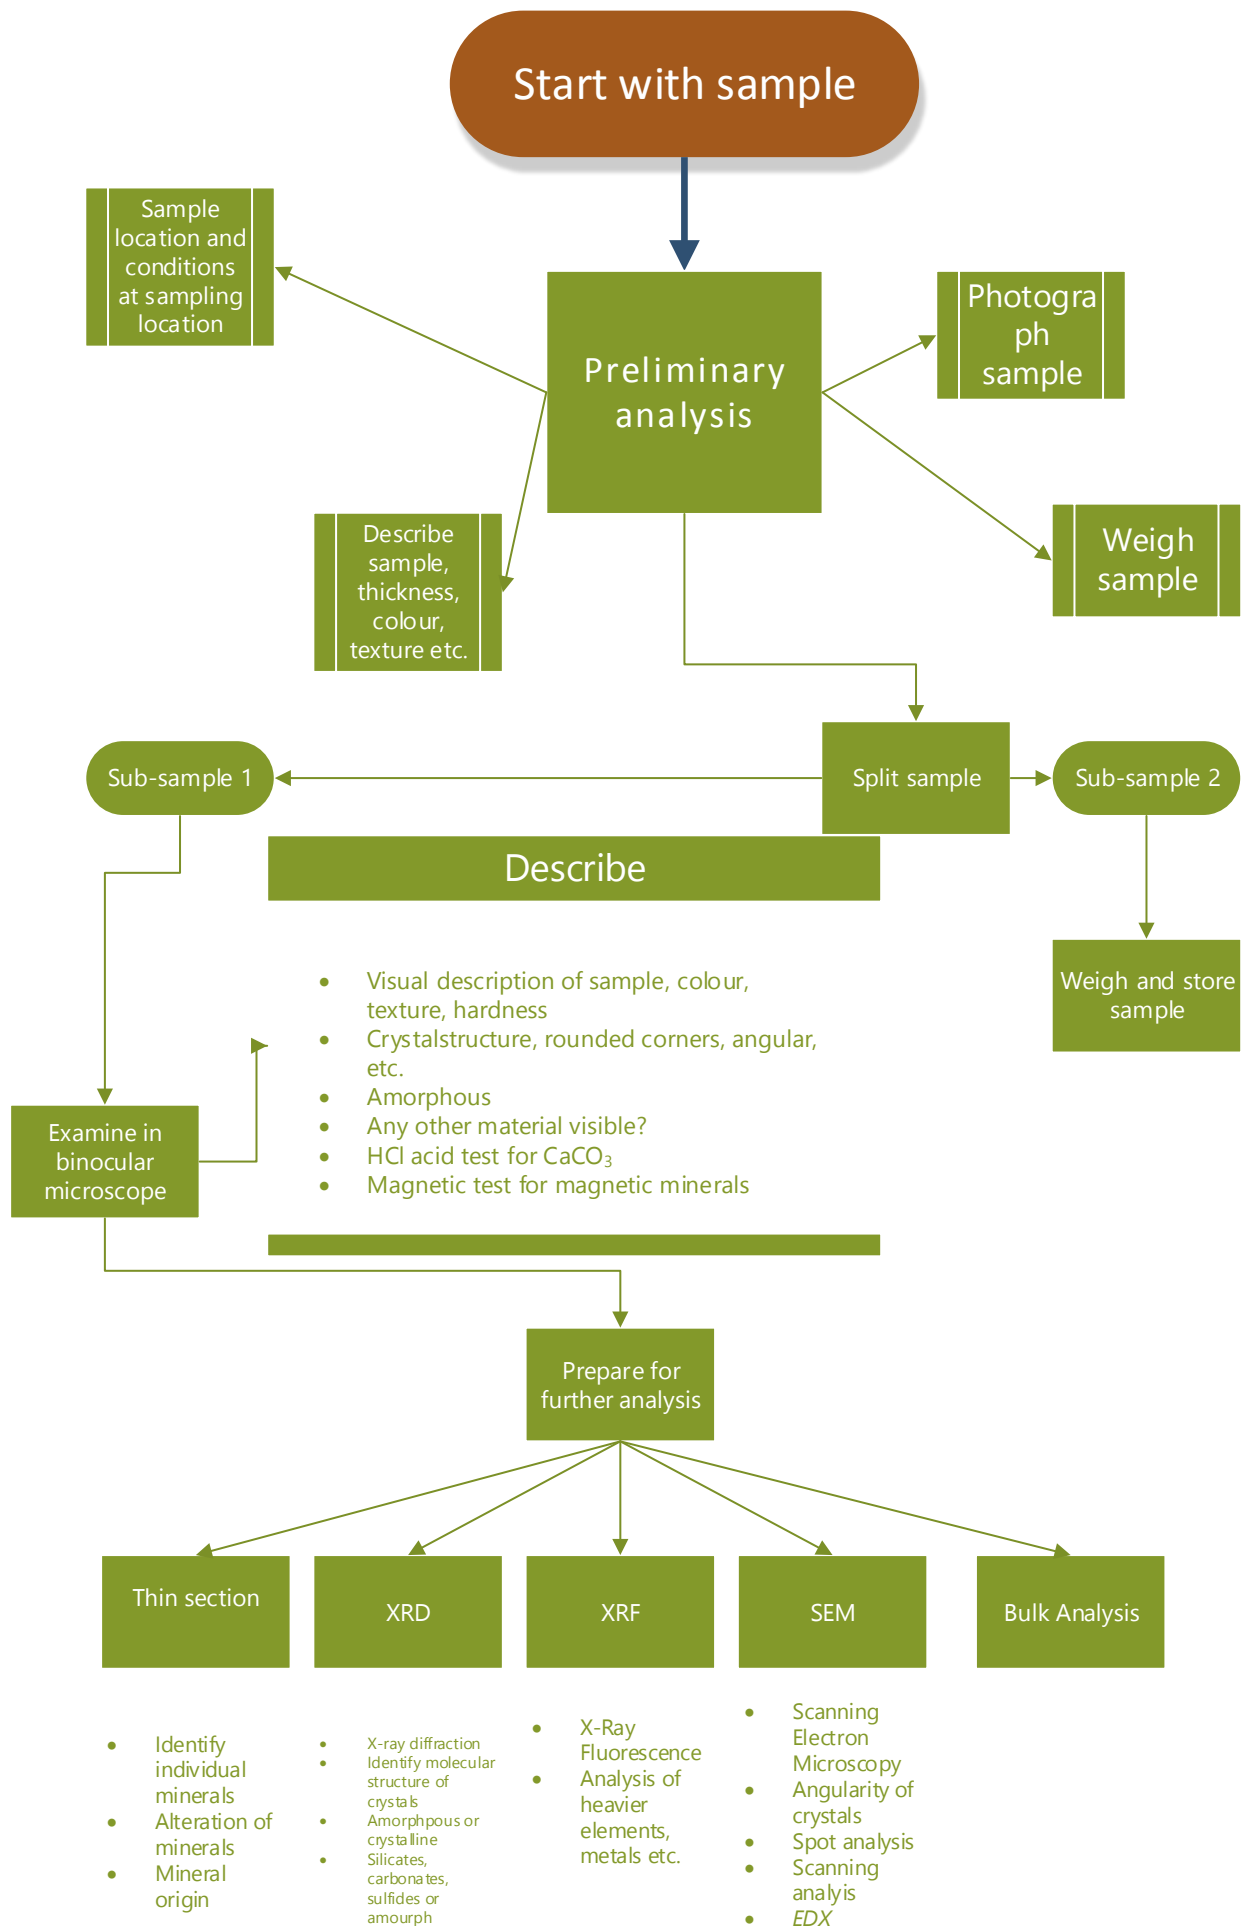 Start with sample
Sample
location and
conditions
at sampling
location
Photogra
ph
sample
Preliminary
analysis
Describe
sample,
thickness,
colour,
texture etc.
Weigh
sample
Sub-sample 1
Split sample
Sub-sample 2
Describe
• Visual description of sample, colour,
texture, hardness
• Crystalstructure, rounded corners, angular,
etc.
• Amorphous
• Any other material visible?
• HCl acid test for CaCO₃
• Magnetic test for magnetic minerals
Weigh and store
sample
Examine in
binocular
microscope
Prepare for
further analysis
Thin section
XRD
XRF
SEM
Bulk Analysis
• Identify
individual
minerals
• Alteration of
minerals
• Mineral
origin
• X-ray diffraction
• Identify molecular
structure of
crystals
• Amorphpous or
crystalline
• Silicates,
carbonates,
sulfides or
amourph
• X-Ray
Fluorescence
• Analysis of
heavier
elements,
metals etc.
• Scanning
Electron
Microscopy
• Angularity of
crystals
• Spot analysis
• Scanning
analyis
• EDX